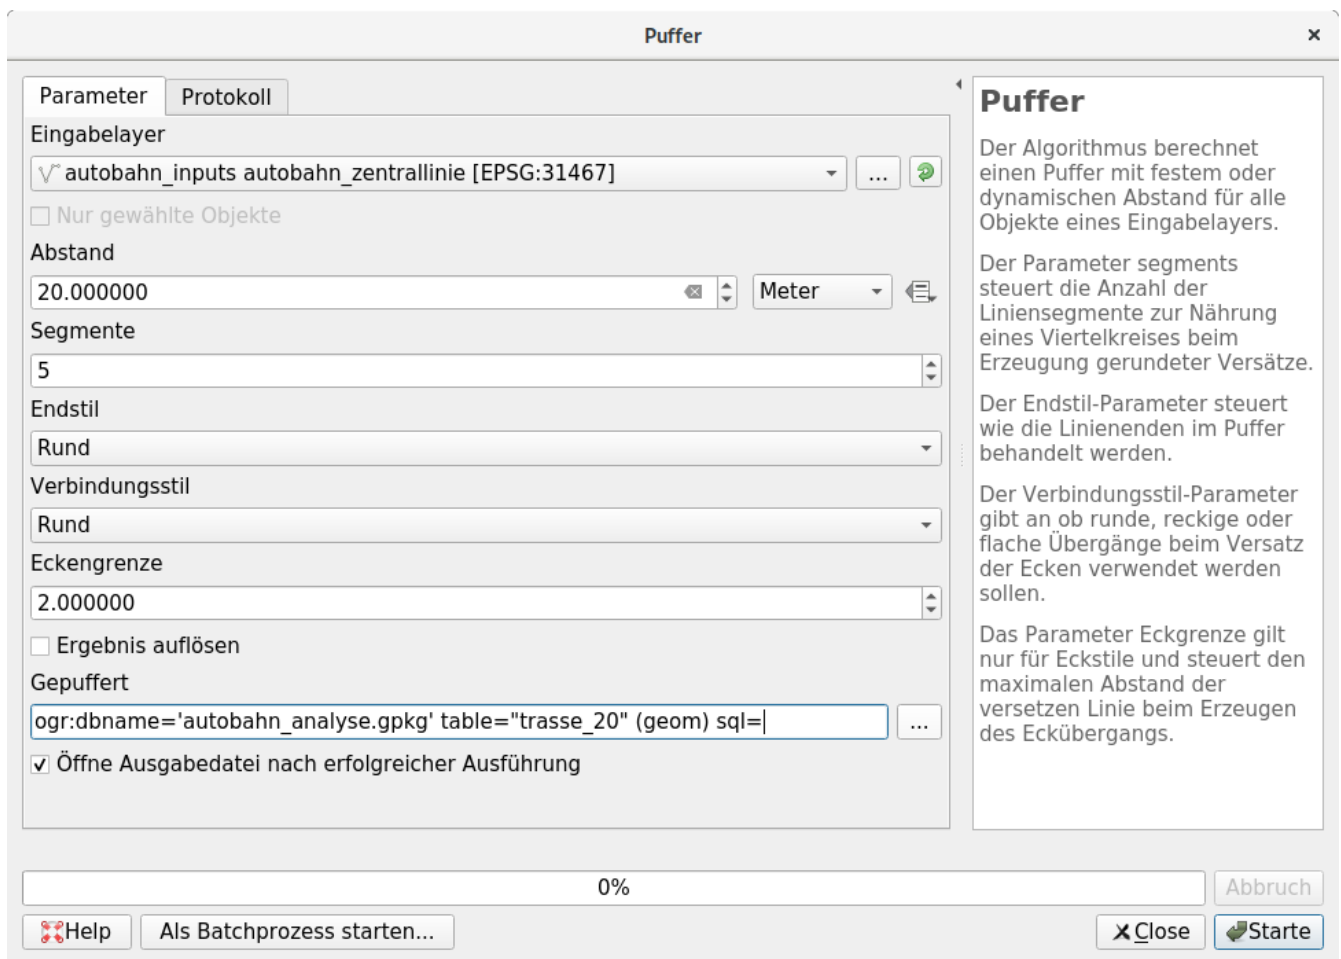 Puffer
Parameter
Protokoll
Eingabelayer
autobahn_inputs autobahn_zentrallinie [EPSG:31467]
...
Nur gewählte Objekte
Abstand
20.000000
Meter
Segmente
5
Endstil
Rund
Verbindungsstil
Rund
Eckengrenze
2.000000
Ergebnis auflösen
Gepuffert
ogr:dbname='autobahn_analyse.gpkg' table="trasse_20" (geom) sql=
...
Öffne Ausgabedatei nach erfolgreicher Ausführung
Puffer
Der Algorithmus berechnet
einen Puffer mit festem oder
dynamischen Abstand für alle
Objekte eines Eingabelayers.
Der Parameter segments
steuert die Anzahl der
Liniensegmente zur Nährung
eines Viertelkreises beim
Erzeugung gerundeter Versätze.
Der Endstil-Parameter steuert
wie die Linienenden im Puffer
behandelt werden.
Der Verbindungsstil-Parameter
gibt an ob runde, reckige oder
flache Übergänge beim Versatz
der Ecken verwendet werden
sollen.
Das Parameter Eckgrenze gilt
nur für Eckstile und steuert den
maximalen Abstand der
versetzen Linie beim Erzeugen
des Eckübergangs.
0%
Abbruch
Help
Als Batchprozess starten...
Close
Starte